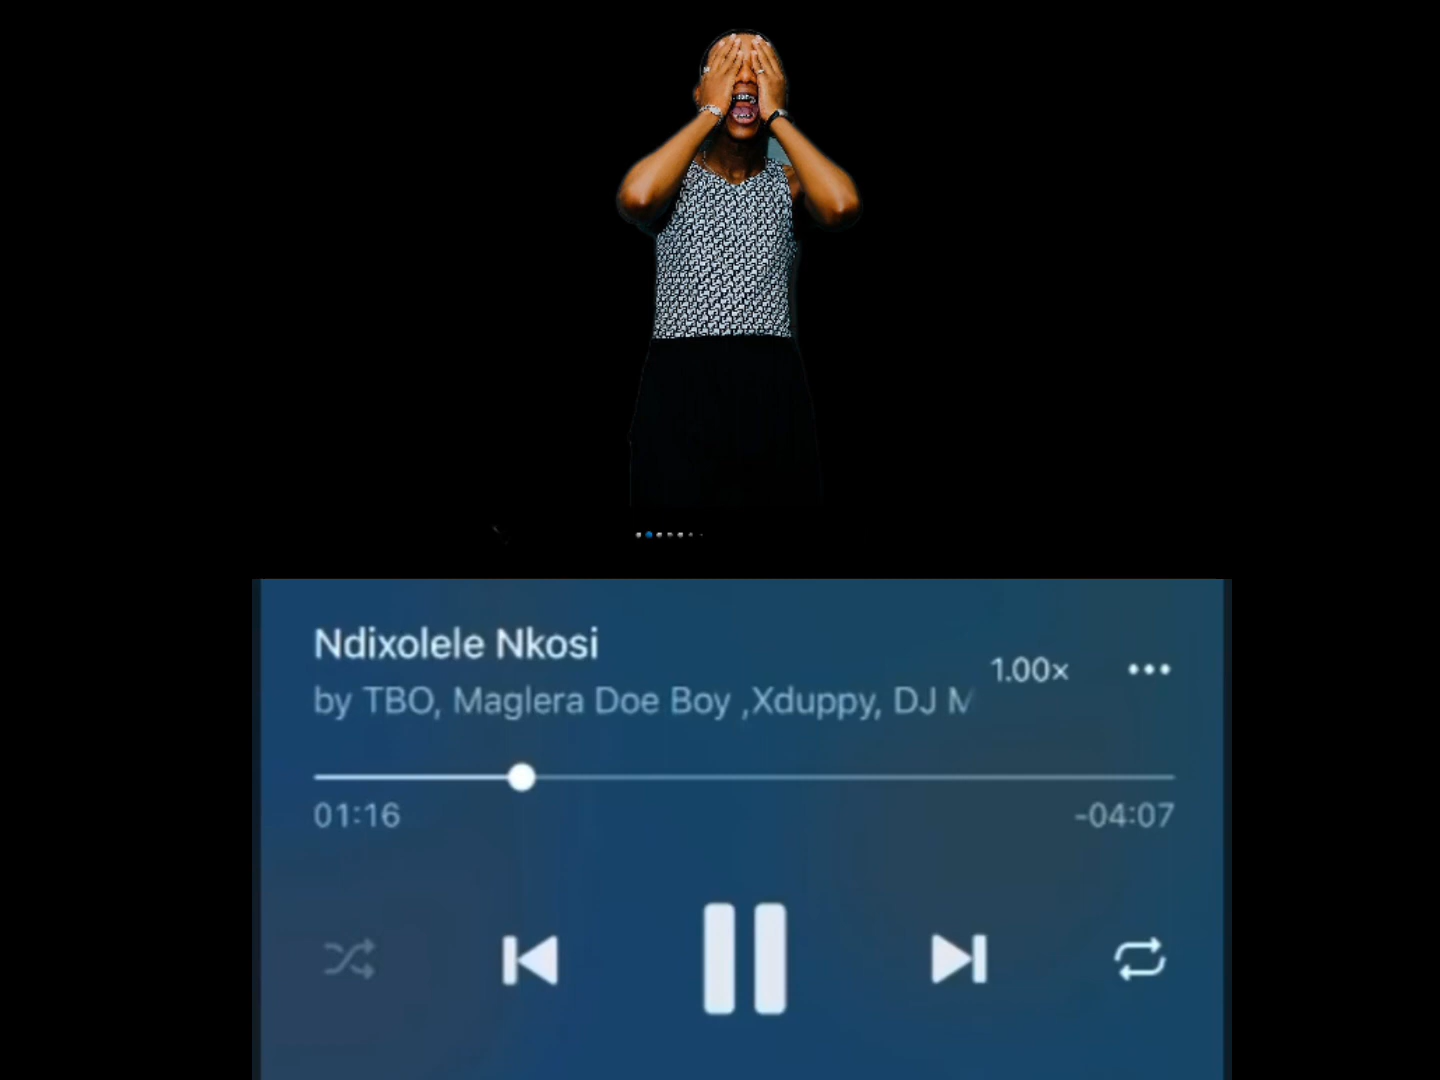 Ndixolele Nkosi
1.00×
by TBO, Maglera Doe Boy ,Xduppy, DJ M
01:16
-04:07